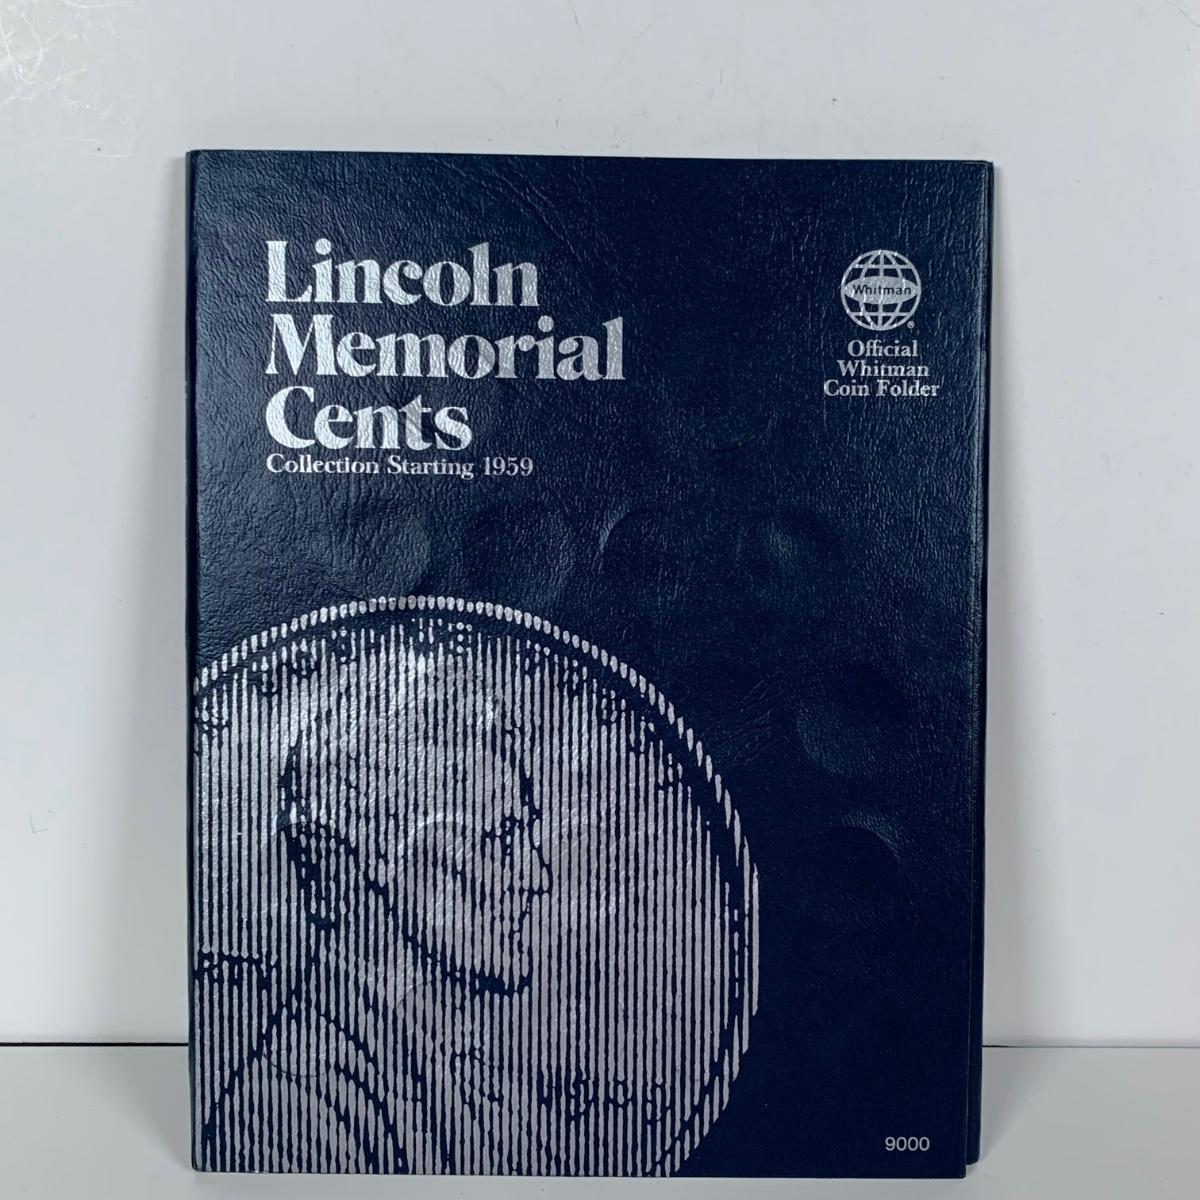 Lincoln
Memorial
Cents
Collection Starting 1959
Whitman
®
Official
Whitman
Coin Folder
9000